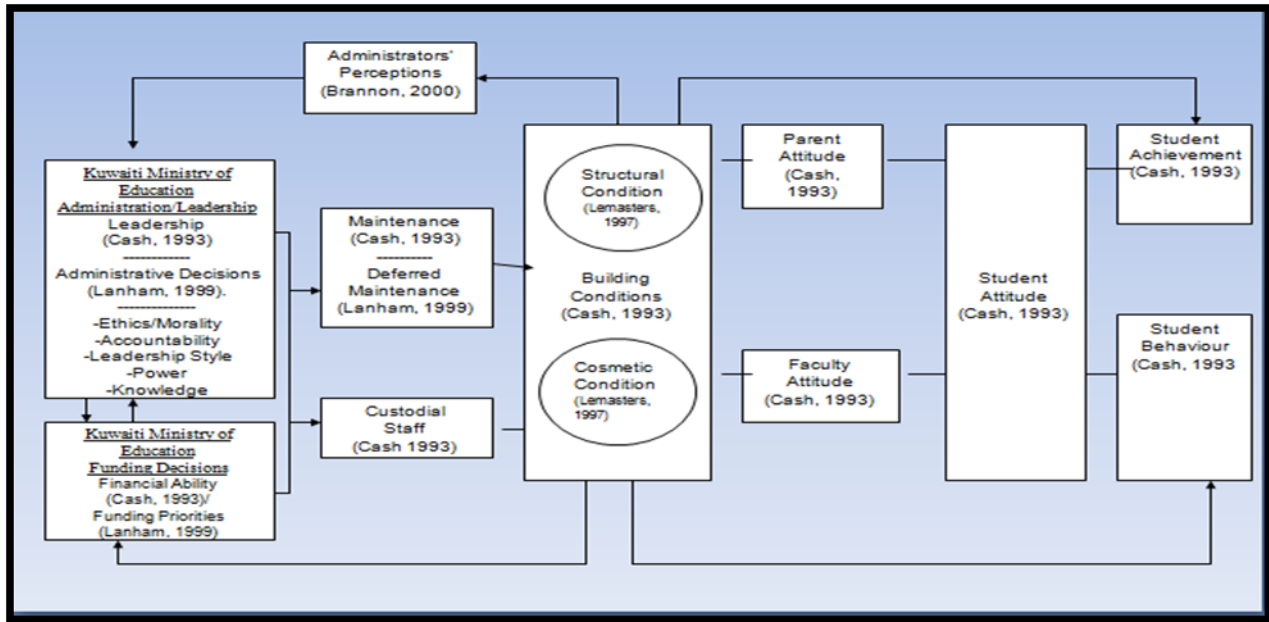 Administrators'
Perceptions
(Brannon, 2000)
Kuwaiti Ministry of
Education
Administration/Leadership
Leadership
(Cash, 1993)
------------
Administrative Decisions
(Lanham, 1999).
--------------
-Ethics/Morality
-Accountability
-Leadership Style
-Power
-Knowledge
Kuwaiti Ministry of
Education
Funding Decisions
Financial Ability
(Cash, 1993)/
Funding Priorities
(Lanham, 1999)
Maintenance
(Cash, 1993)
----------
Deferred
Maintenance
(Lanham, 1999)
Custodial
Staff
(Cash 1993)
Structural
Condition
(Lemasters,
1997)
Building
Conditions
(Cash, 1993)
Cosmetic
Condition
(Lemasters,
1997)
Parent
Attitude
(Cash,
1993)
Faculty
Attitude
(Cash, 1993)
Student
Attitude
(Cash, 1993)
Student
Achievement
(Cash, 1993)
Student
Behaviour
(Cash, 1993